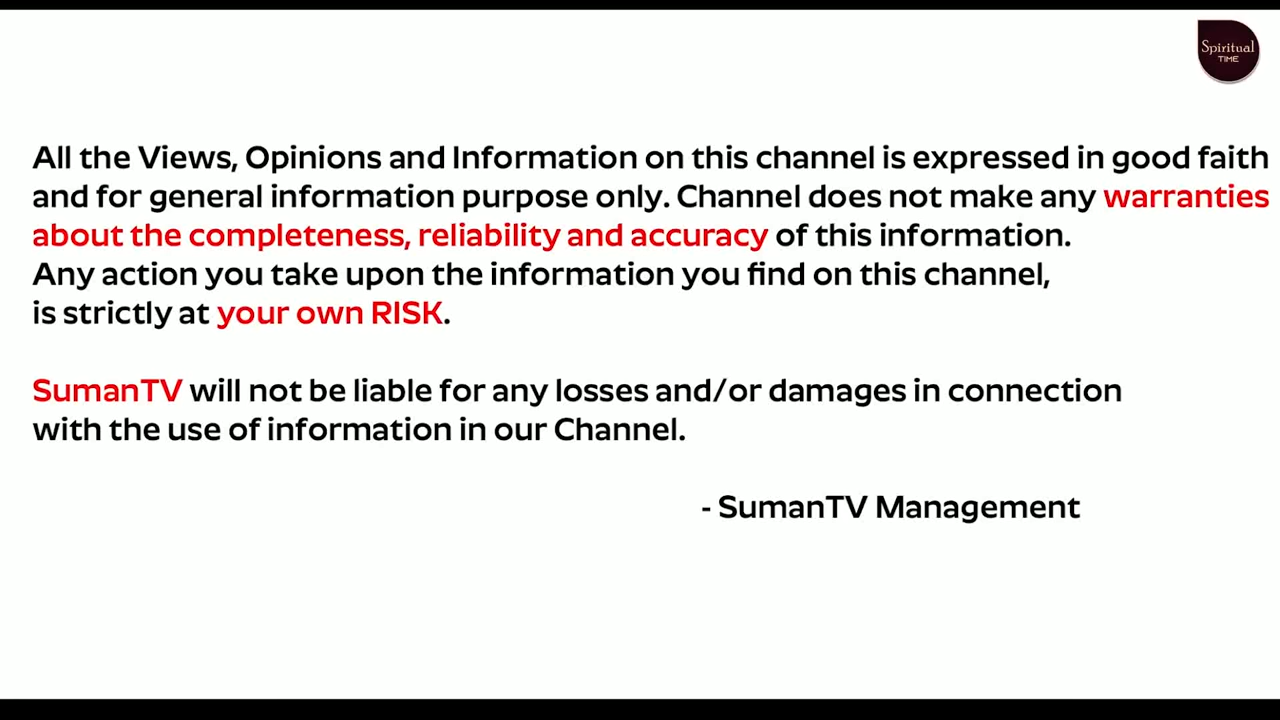 Spiritual
TIME
All the Views, Opinions and Information on this channel is expressed in good faith
and for general information purpose only. Channel does not make any warranties
about the completeness, reliability and accuracy of this information.
Any action you take upon the information you find on this channel,
is strictly at your own RISK.
SumanTV will not be liable for any losses and/or damages in connection
with the use of information in our Channel.
- SumanTV Management